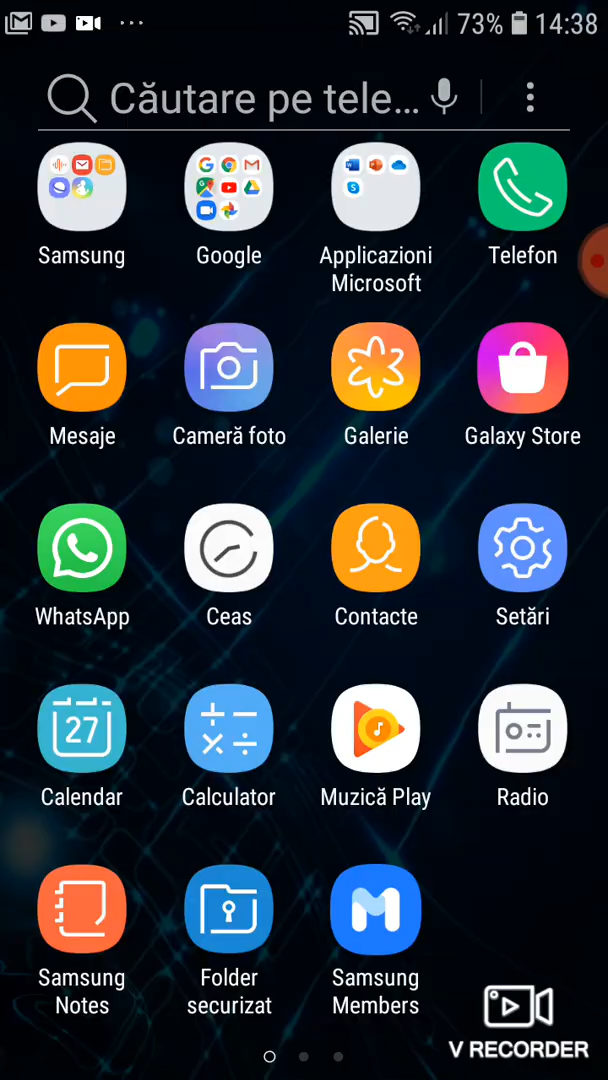 73% 14:38
Căutare pe tele...
Samsung Google Applicazioni Microsoft Telefon
Mesaje Cameră foto Galerie Galaxy Store
WhatsApp Ceas Contacte Setări
27
Calendar Calculator Muzică Play Radio
Samsung Notes Folder securizat Samsung Members
V RECORDER